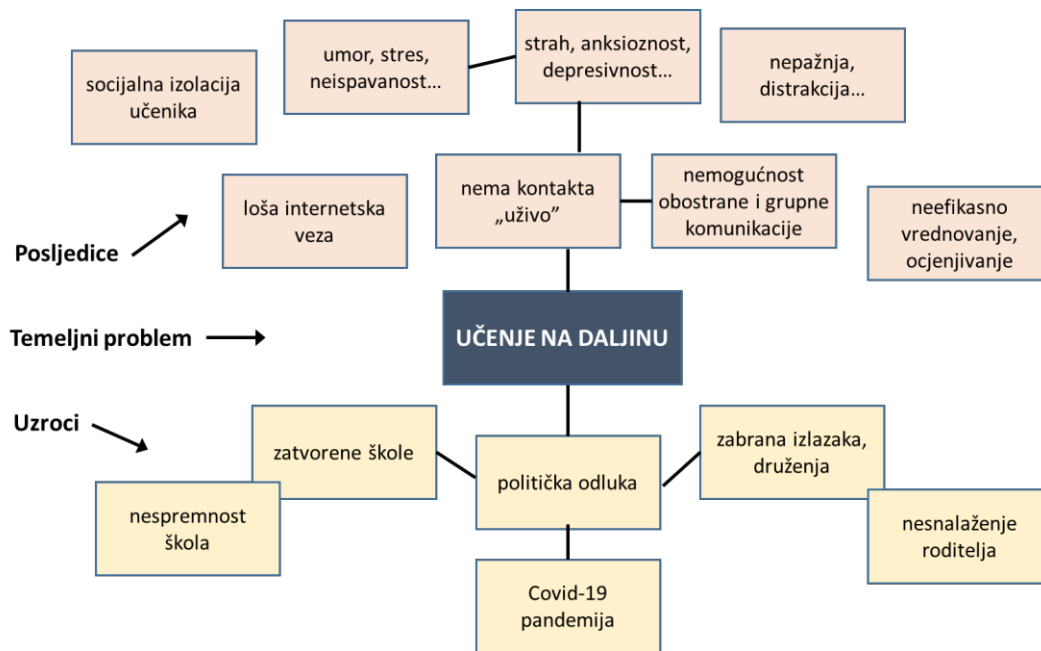 umor, stres,
neispavanost...
strah, anksioznost,
depresivnost...
nepažnja,
distrakcija...
socijalna izolacija
učenika
loša internetska
veza
nema kontakta
„uživo”
nemogućnost
obostrane i grupne
komunikacije
neefikasno
vrednovanje,
ocjenjivanje
Posljedice
Temeljni problem
UČENJE NA DALJINU
Uzroci
zatvorene škole
politička odluka
zabrana izlazaka,
druženja
nespremnost
škola
nesnalaženje
roditelja
Covid-19
pandemija